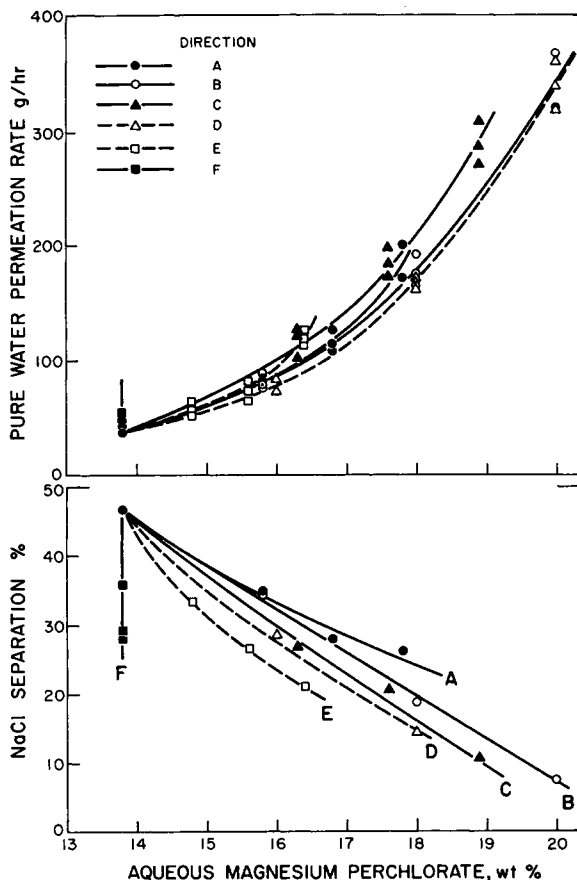 400
DIRECTION
A
B
C
D
E
F
300
200
100
0
PURE WATER PERMEATION RATE g/hr
50
40
30
20
10
0
NaCl SEPARATION %
F
E
D
C
B
A
13 14 15 16 17 18 19 20
AQUEOUS MAGNESIUM PERCHLORATE, wt %